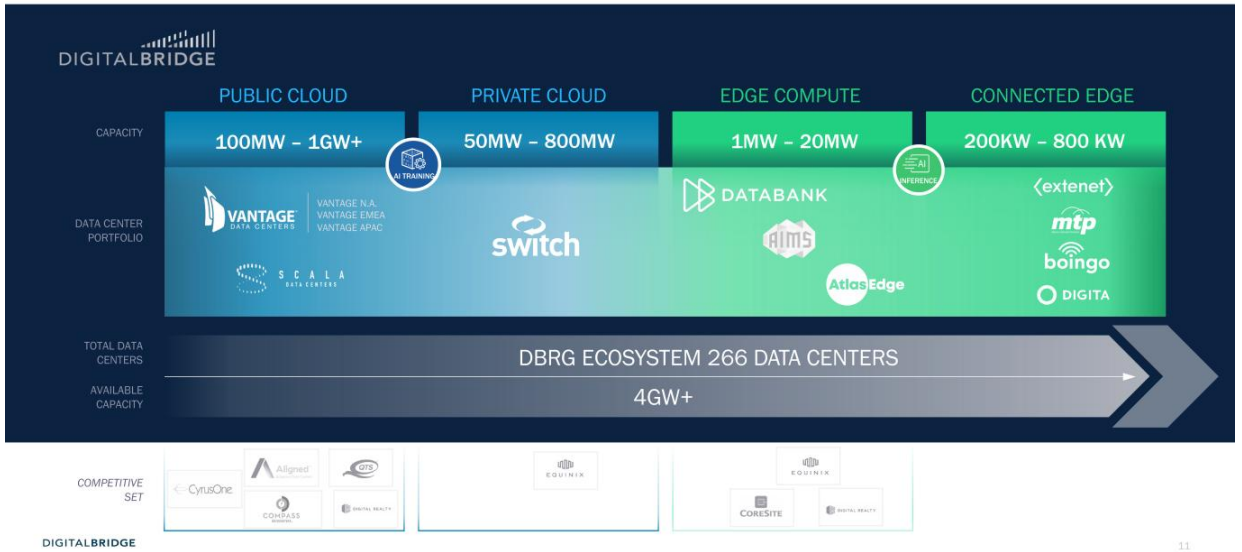 DIGITALBRIDGE
PUBLIC CLOUD
PRIVATE CLOUD
EDGE COMPUTE
CONNECTED EDGE
CAPACITY
100MW – 1GW+
50MW – 800MW
1MW – 20MW
200KW – 800 KW
AI TRAINING
AI
INFERENCE
DATA CENTER
PORTFOLIO
VANTAGE
DATA CENTERS
VANTAGE N.A.
VANTAGE EMEA
VANTAGE APAC
SCALA
DATA CENTERS
switch
DATABANK
AIMS
AtlasEdge
⟨extenet⟩
mtp
boingo
DIGITA
TOTAL DATA
CENTERS
DBRG ECOSYSTEM 266 DATA CENTERS
AVAILABLE
CAPACITY
4GW+
COMPETITIVE
SET
CyrusOne
Aligned
QTS
COMPASS
DIGITAL REALTY
EQUINIX
EQUINIX
CORESITE
DIGITAL REALTY
DIGITALBRIDGE
11